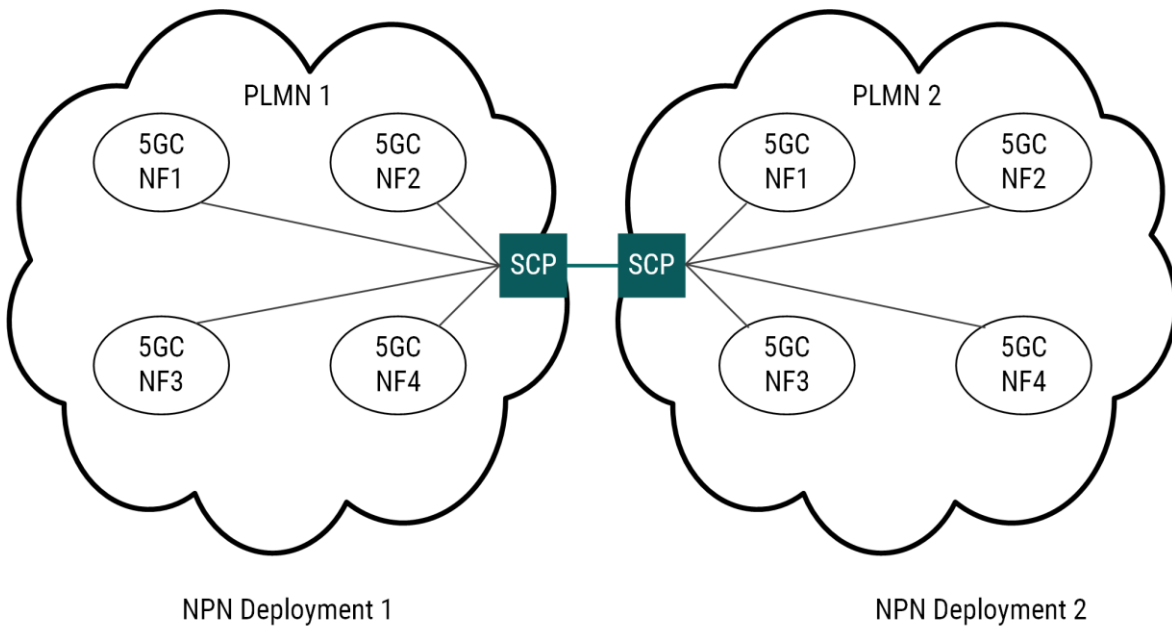 PLMN 1
5GC
NF1
5GC
NF2
SCP
5GC
NF3
5GC
NF4
NPN Deployment 1
PLMN 2
5GC
NF1
5GC
NF2
SCP
5GC
NF3
5GC
NF4
NPN Deployment 2